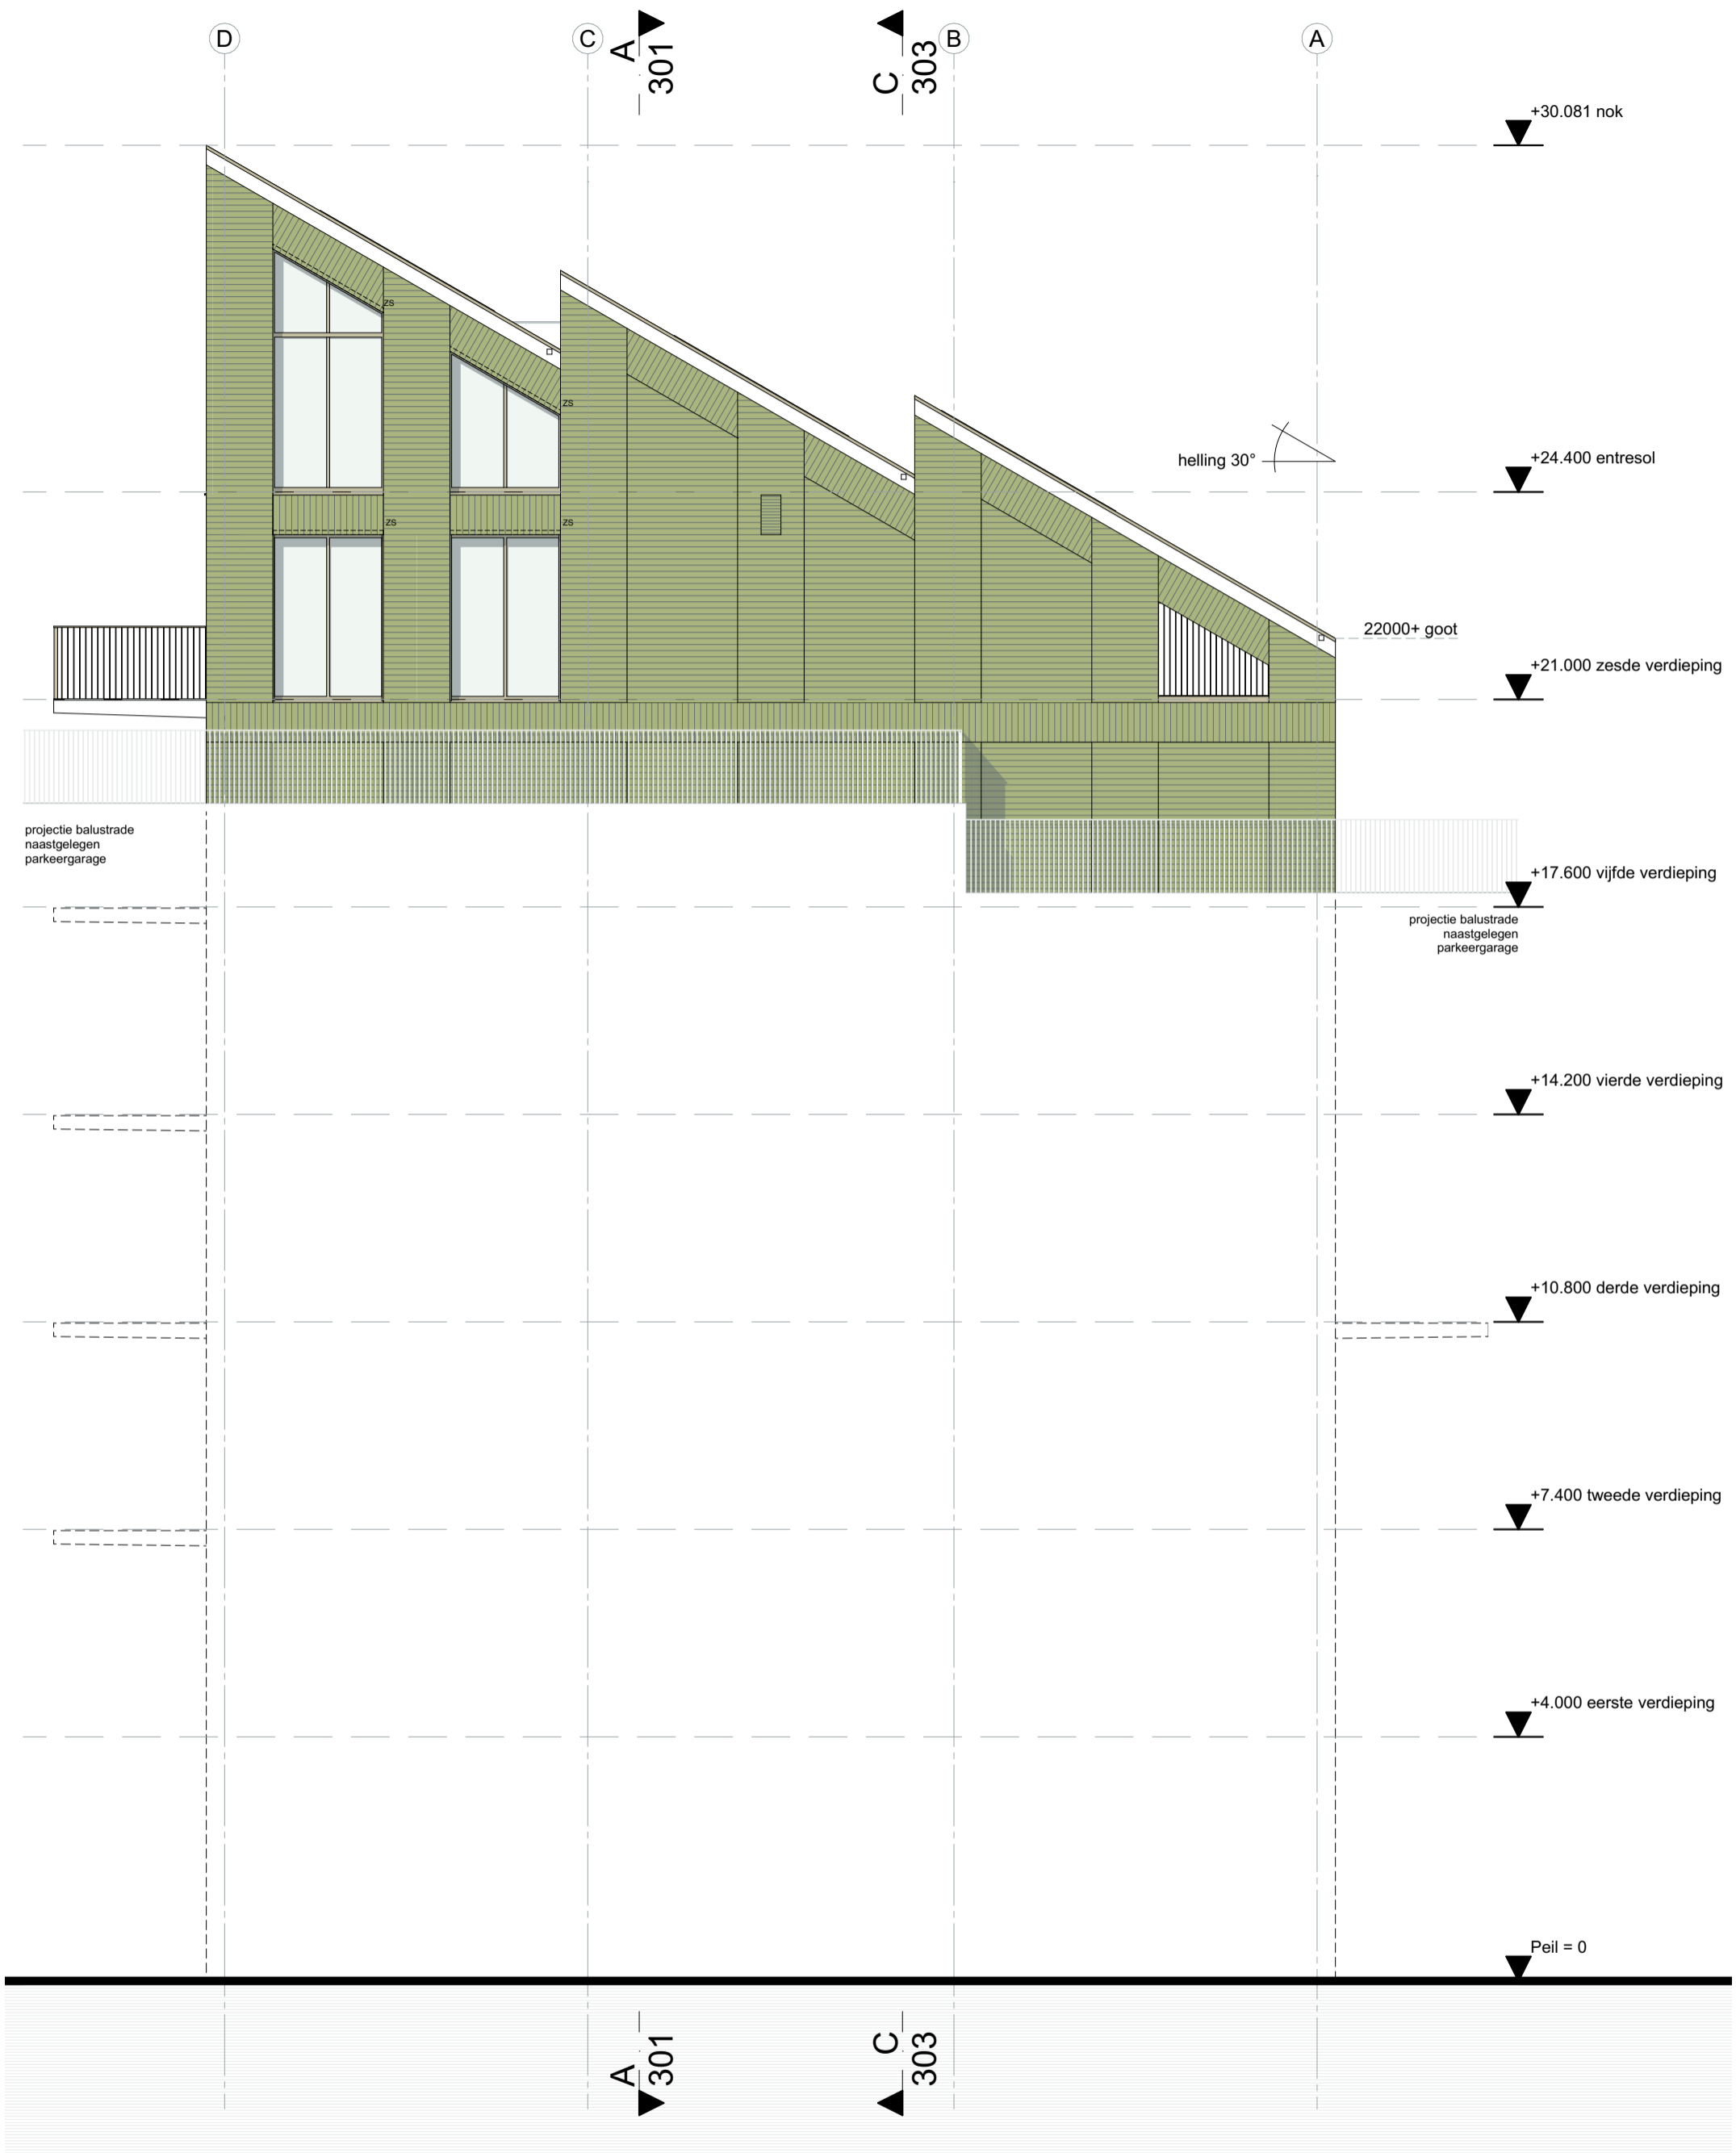 D
C
A
301
C
303
B
A
+30.081 nok
zs
zs
helling 30°
+24.400 entresol
zs
zs
22000+ goot
+21.000 zesde verdieping
projectie balustrade
naastgelegen
parkeergarage
+17.600 vijfde verdieping
projectie balustrade
naastgelegen
parkeergarage
+14.200 vierde verdieping
+10.800 derde verdieping
+7.400 tweede verdieping
+4.000 eerste verdieping
Peil = 0
A
301
C
303